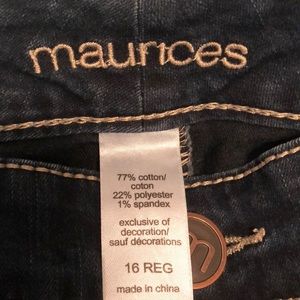 maurices
77% cotton/
coton
22% polyester
1% spandex
exclusive of
decoration/
sauf décorations
16 REG
m
made in china